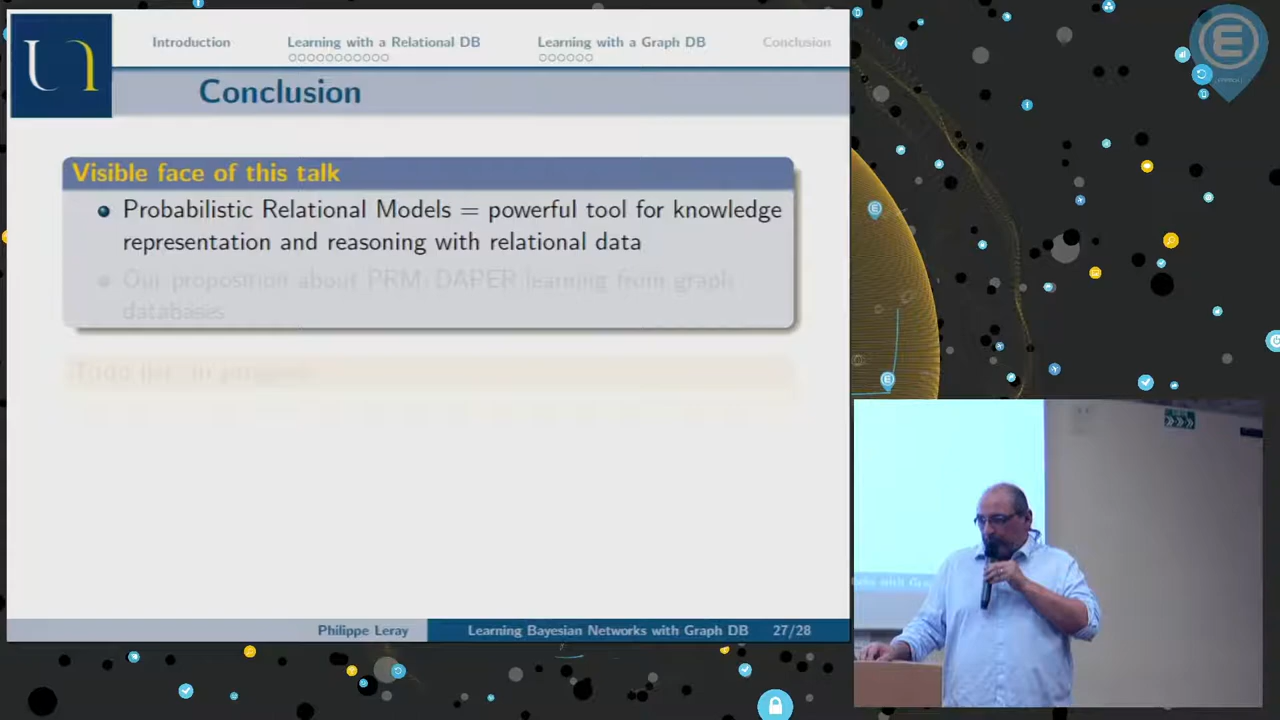 Introduction
Learning with a Relational DB
Learning with a Graph DB
Conclusion
Conclusion
Visible face of this talk
Probabilistic Relational Models = powerful tool for knowledge
representation and reasoning with relational data
Our proposition about PRM/DAPER learning from graph
databases
Philippe Leray
Learning Bayesian Networks with Graph DB
27/28